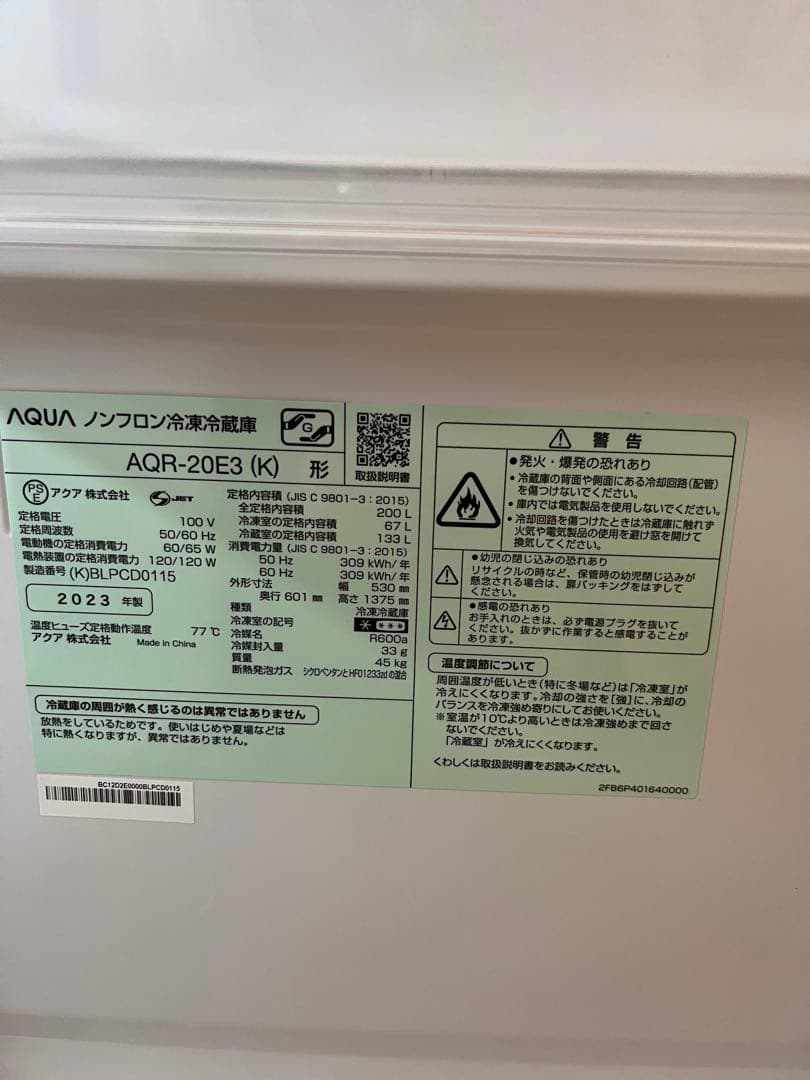 AQUA ノンフロン冷凍冷蔵庫
G
AQR-20E3 (K) 形
取扱説明書
PS E アクア 株式会社 S-JET
定格電圧 100 V
定格周波数 50/60 Hz
電動機の定格消費電力 60/65 W
電熱装置の定格消費電力 120/120 W
製造番号 (K)BLPCD0115
2023 年製
温度ヒューズ定格動作温度 77 ℃
アクア 株式会社 Made in China
定格内容積 (JIS C 9801-3 : 2015)
全定格内容積 200 L
冷凍室の定格内容積 67 L
冷蔵室の定格内容積 133 L
消費電力量 (JIS C 9801-3 : 2015)
50 Hz 309 kWh/年
60 Hz 309 kWh/年
外形寸法 幅 530 ㎜
奥行 601 ㎜ 高さ 1375 ㎜
種類 冷凍冷蔵庫
冷凍室の記号
冷媒名 R600a
冷媒封入量 33 g
質量 45 kg
断熱発泡ガス シクロペンタンとHFO1233zdの混合
冷蔵庫の周囲が熱く感じるのは異常ではありません
放熱をしているためです。使いはじめや夏場などは
特に熱くなりますが、異常ではありません。
BC12D2E0000BLPCD0115
警告
●発火・爆発の恐れあり
・冷蔵庫の背面や側面にある冷却回路(配管)
を傷つけないでください。
・庫内では電気製品を使用しないでください。
・冷却回路を傷つけたときは冷蔵庫に触れず
火気や電気製品の使用を避け窓を開けて
換気してください。
●幼児の閉じ込みの恐れあり
リサイクルの時など、保管時の幼児閉じ込みが
懸念される場合は、扉パッキングをはずして
ください。
●感電の恐れあり
お手入れのときは、必ず電源プラグを抜いて
ください。抜かずに作業すると感電することが
あります。
温度調節について
周囲温度が低いとき(特に冬場など)は「冷凍室」が
冷えにくくなります。冷却の強さを[強]に、冷却の
バランスを冷凍強め寄りにしてお使いください。
※室温が10℃より高いときは冷凍強めまで回さ
ないでください。
「冷蔵室」が冷えにくくなります。
くわしくは取扱説明書をお読みください。
2FB6P401640000